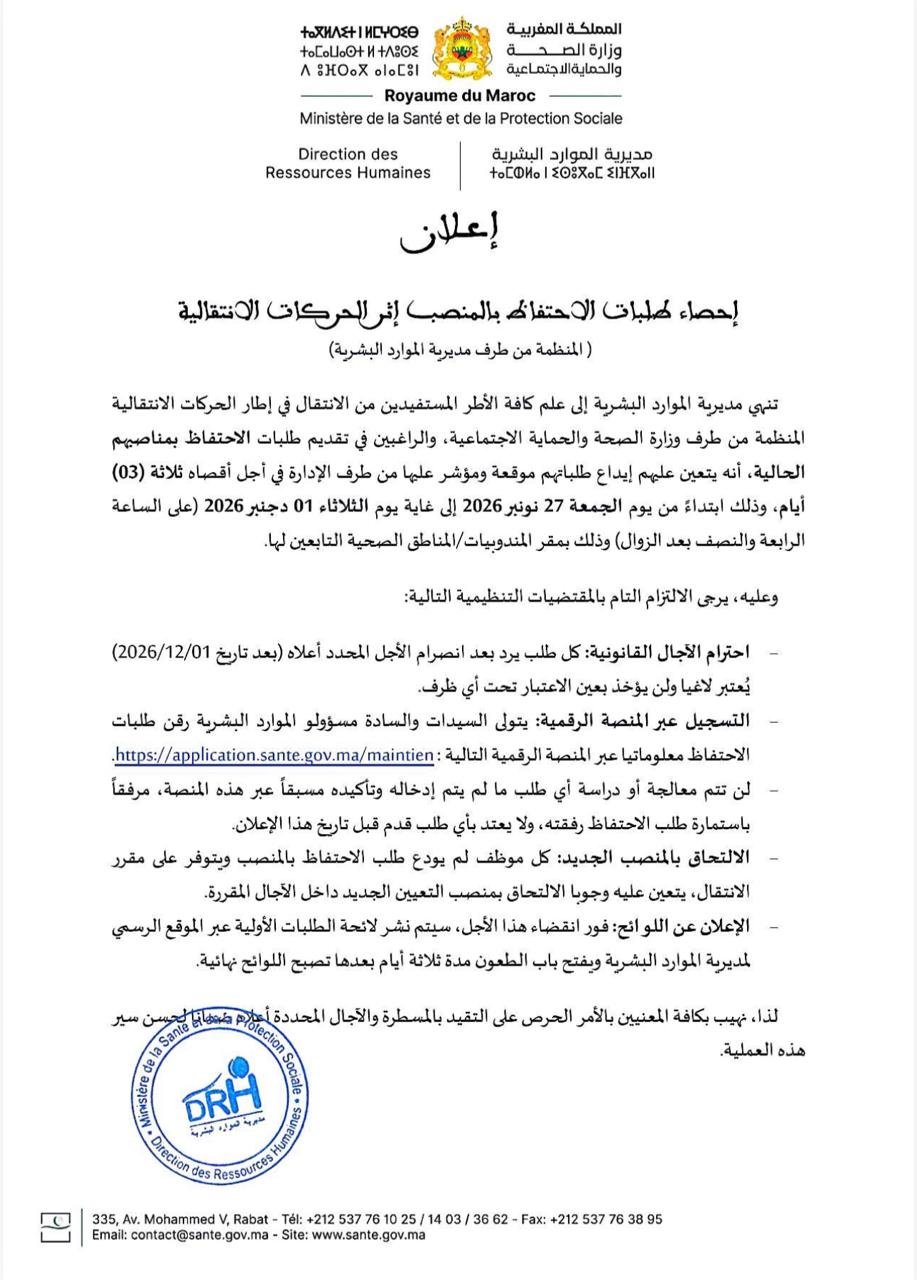 ⵜⴰⴳⵍⴷⵉⵜ ⵏ ⵍⵎⵖⵔⵉⴱ
ⵜⴰⵎⴰⵡⴰⵙⵜ ⵏ ⵜⴷⵓⵙⵉ
ⴷ ⵓⴼⵔⴰⴳ ⴰⵏⴰⵎⵓⵏ
المملكة المغربية
وزارة الصـــــحـــــة
والحماية الاجتماعية
Royaume du Maroc
Ministère de la Santé et de la Protection Sociale
Direction des
Ressources Humaines
مديرية الموارد البشرية
إعلان
إحصاء طلبات الاحتفاظ بالمنصب إثر الحركات الانتقالية
( المنظمة من طرف مديرية الموارد البشرية)
تنهي مديرية الموارد البشرية إلى علم كافة الأطر المستفيدين من الانتقال في إطار الحركات الانتقالية
المنظمة من طرف وزارة الصحة والحماية الاجتماعية، والراغبين في تقديم طلبات الاحتفاظ بمناصبهم
الحالية، أنه يتعين عليهم إيداع طلباتهم موقعة ومؤشر عليها من طرف الإدارة في أجل أقصاه ثلاثة (03)
أيام، وذلك ابتداءً من يوم الجمعة 27 نونبر 2026 إلى غاية يوم الثلاثاء 01 دجنبر 2026 (على الساعة
الرابعة والنصف بعد الزوال) وذلك بمقر المندوبيات/المناطق الصحية التابعين لها.
وعليه، يرجى الالتزام التام بالمقتضيات التنظيمية التالية:
- احترام الآجال القانونية: كل طلب يرد بعد انصرام الأجل المحدد أعلاه (بعد تاريخ 2026/12/01)
يُعتبر لاغيا ولن يؤخذ بعين الاعتبار تحت أي ظرف.
- التسجيل عبر المنصة الرقمية: يتولى السيدات والسادة مسؤولو الموارد البشرية رقن طلبات
الاحتفاظ معلوماتيا عبر المنصة الرقمية التالية : https://application.sante.gov.ma/maintien.
- لن تتم معالجة أو دراسة أي طلب ما لم يتم إدخاله وتأكيده مسبقاً عبر هذه المنصة، مرفقاً
باستمارة طلب الاحتفاظ رفقته، ولا يعتد بأي طلب قدم قبل تاريخ هذا الإعلان.
- الالتحاق بالمنصب الجديد: كل موظف لم يودع طلب الاحتفاظ بالمنصب ويتوفر على مقرر
الانتقال، يتعين عليه وجوبا الالتحاق بمنصب التعيين الجديد داخل الآجال المقررة.
- الإعلان عن اللوائح: فور انقضاء هذا الأجل، سيتم نشر لائحة الطلبات الأولية عبر الموقع الرسمي
لمديرية الموارد البشرية ويفتح باب الطعون مدة ثلاثة أيام بعدها تصبح اللوائح نهائية.
لذا، نهيب بكافة المعنيين بالأمر الحرص على التقيد بالمسطرة والآجال المحددة أعلاه ضمانا لحسن سير
هذه العملية.
Ministère de la Santé et de la Protection Sociale
DRH
مديرية الموارد البشرية
Direction des Ressources Humaines
335, Av. Mohammed V, Rabat - Tél: +212 537 76 10 25 / 14 03 / 36 62 - Fax: +212 537 76 38 95
Email: contact@sante.gov.ma - Site: www.sante.gov.ma